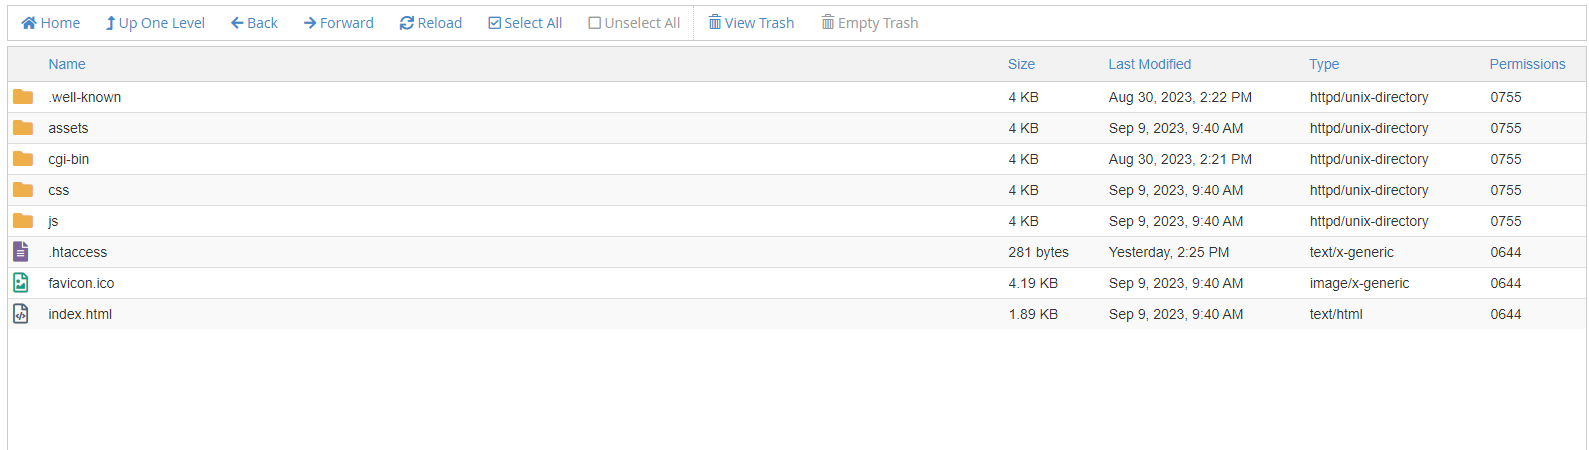 Home Up One Level Back Forward Reload Select All Unselect All View Trash Empty Trash
Name Size Last Modified Type Permissions
.well-known 4 KB Aug 30, 2023, 2:22 PM httpd/unix-directory 0755
assets 4 KB Sep 9, 2023, 9:40 AM httpd/unix-directory 0755
cgi-bin 4 KB Aug 30, 2023, 2:21 PM httpd/unix-directory 0755
css 4 KB Sep 9, 2023, 9:40 AM httpd/unix-directory 0755
js 4 KB Sep 9, 2023, 9:40 AM httpd/unix-directory 0755
.htaccess 281 bytes Yesterday, 2:25 PM text/x-generic 0644
favicon.ico 4.19 KB Sep 9, 2023, 9:40 AM image/x-generic 0644
index.html 1.89 KB Sep 9, 2023, 9:40 AM text/html 0644